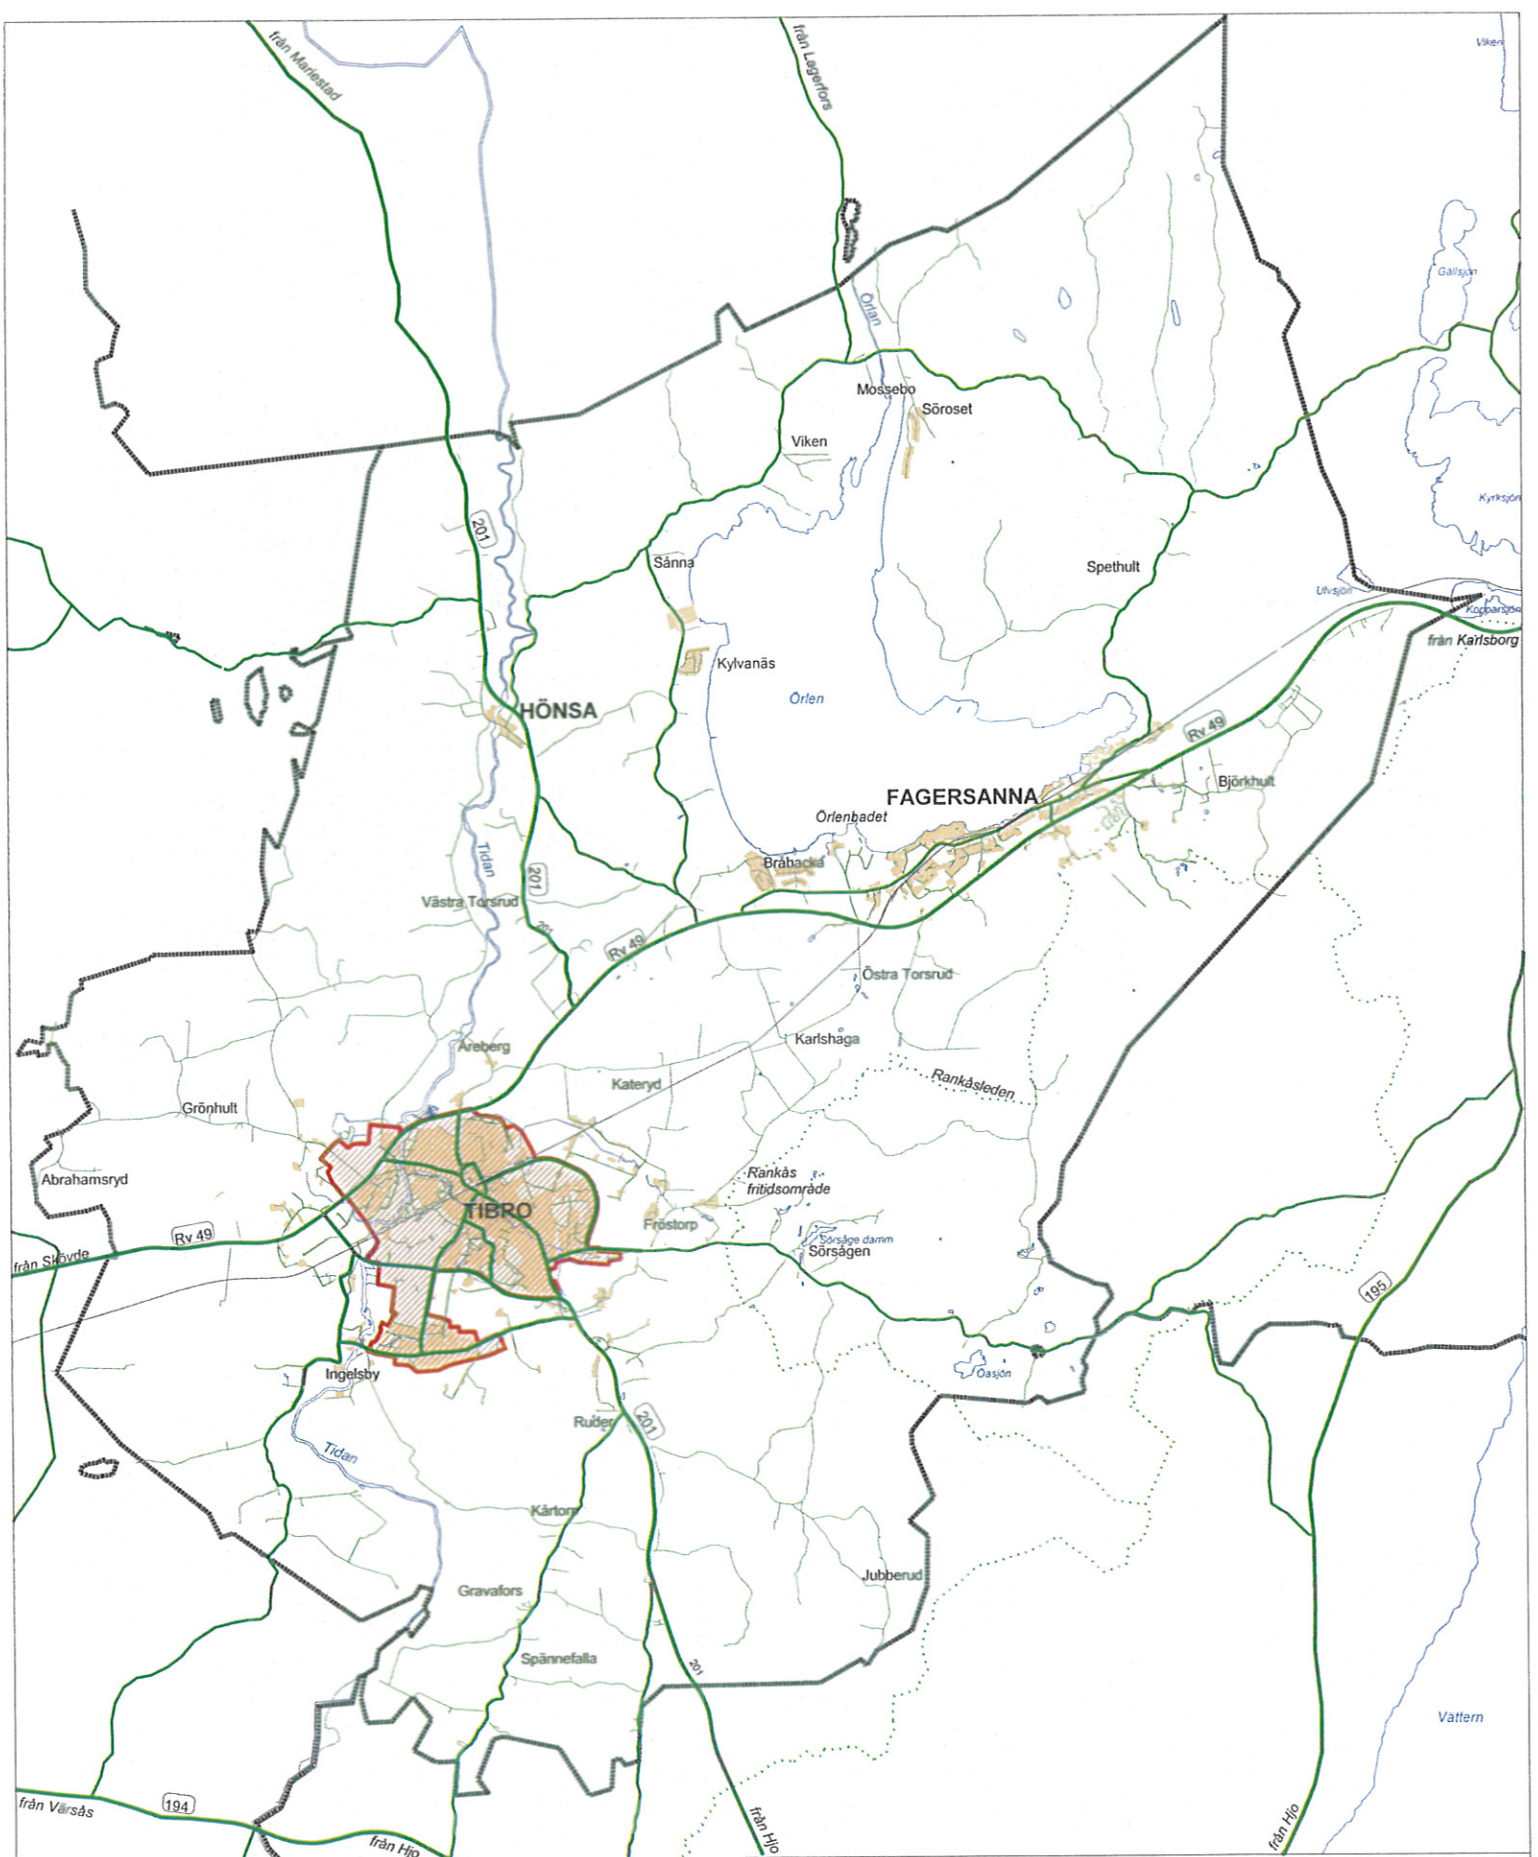 från Mariestad
från Lagerfors
Viken
Gällsjön
Örlan
Mossebo
Söroset
Viken
Kyrksjön
201
Sånna
Spethult
Ulvsjön
Kopparsjön
från Karlsborg
Kylvanäs
Örlen
HÖNSA
Rv 49
Björkhult
FAGERSANNA
Örlenbadet
Bråbacka
Tidan
201
Västra Torsrud
201
Rv 49
Östra Torsrud
Karlshaga
Areberg
Kateryd
Rankåsleden
Grönhult
Abrahamsryd
Rankås
fritidsområde
TIBRO
Fröstorp
Rv 49
från Skövde
Sörsåge damm
Sörsågen
195
Oasjön
Ingelsby
Ruder
201
Tidan
Kårtorp
Jubberud
Gravafors
Spännefalla
201
Vättern
från Värsås
194
från Hjo
från Hjo
från Hjo